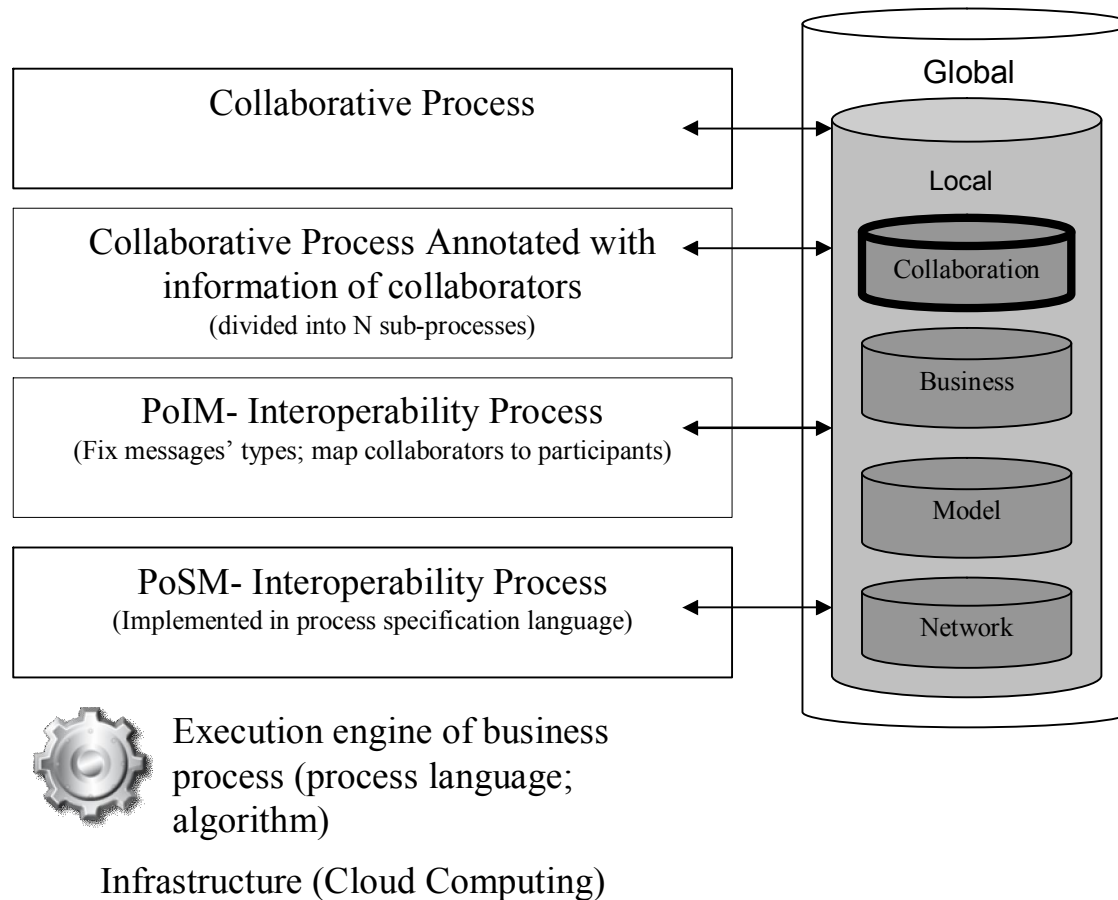 Collaborative Process
Collaborative Process Annotated with
information of collaborators
(divided into N sub-processes)
PoIM- Interoperability Process
(Fix messages’ types; map collaborators to participants)
PoSM- Interoperability Process
(Implemented in process specification language)
Execution engine of business
process (process language;
algorithm)
Infrastructure (Cloud Computing)
Global
Local
Collaboration
Business
Model
Network